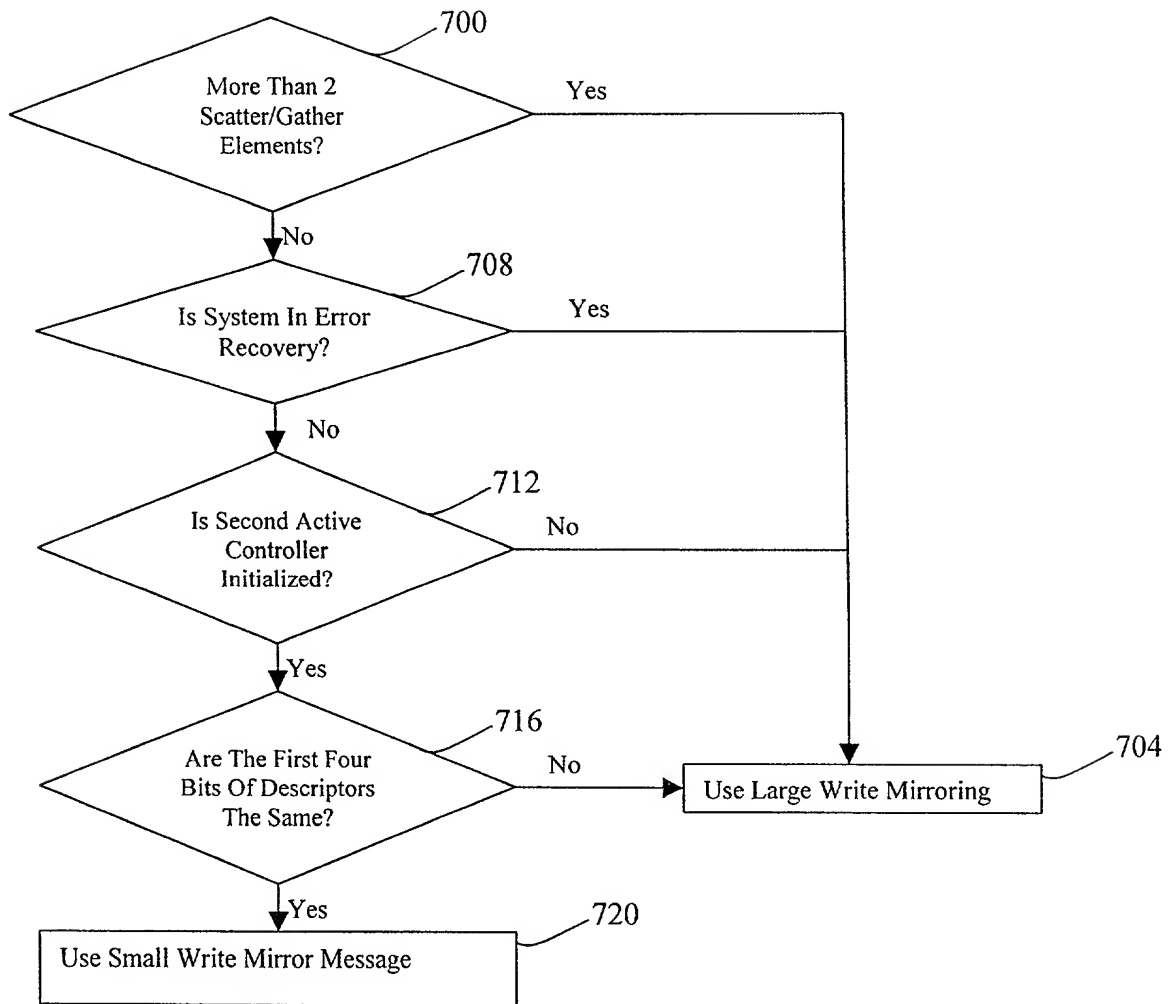 700
More Than 2
Scatter/Gather
Elements?
Yes
No
708
Is System In Error
Recovery?
Yes
No
712
Is Second Active
Controller
Initialized?
No
Yes
716
Are The First Four
Bits Of Descriptors
The Same?
No
704
Use Large Write Mirroring
Yes
720
Use Small Write Mirror Message